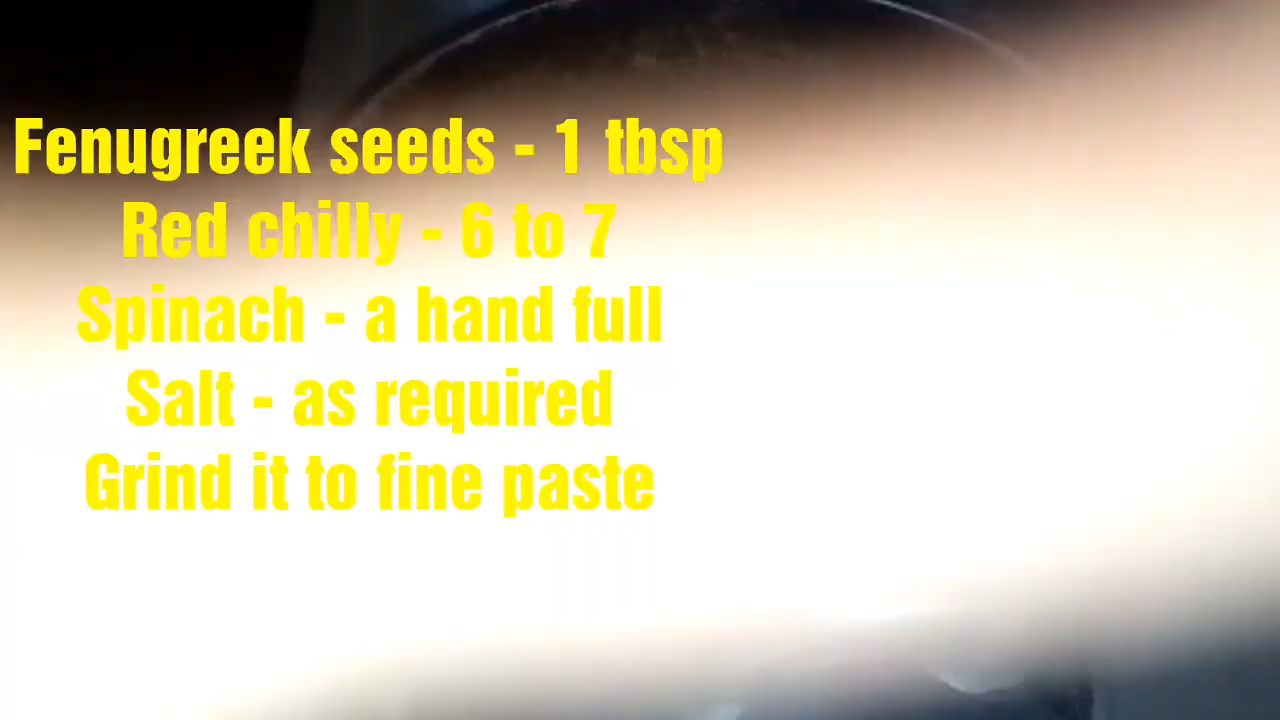 Fenugreek seeds - 1 tbsp
Red chilly - 6 to 7
Spinach - a hand full
Salt - as required
Grind it to fine paste